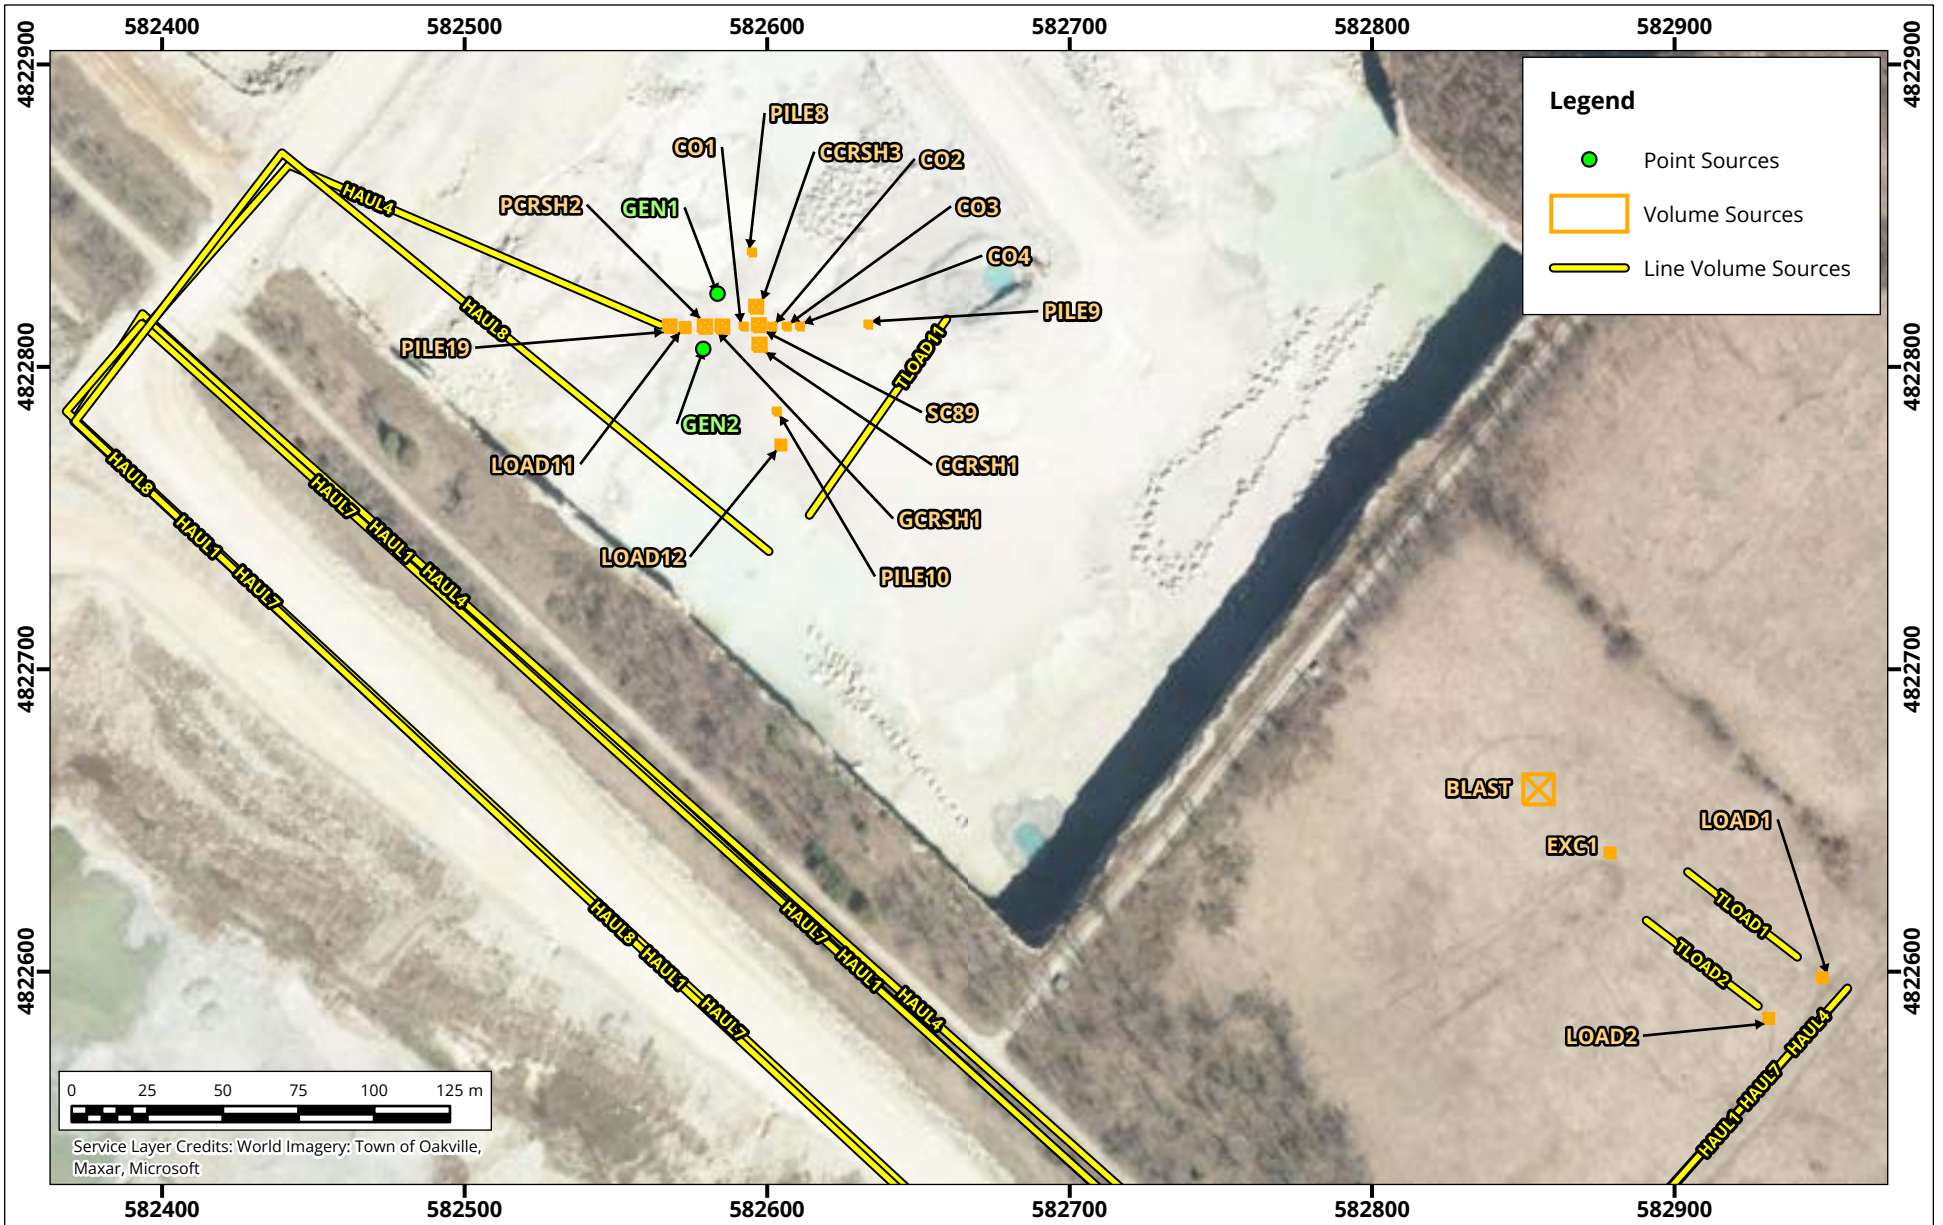 582400 582500 582600 582700 582800 582900
4822900
4822900
Legend
Point Sources
Volume Sources
Line Volume Sources
PILE8
CO1
CCRSH3
CO2
HAUL4
PCRSH2
GEN1
CO3
CO4
PILE9
HAUL8
PILE19
TLOAD11
4822800
4822800
GEN2
SC89
LOAD11
CCRSH1
HAUL8
HAUL7
GCRSH1
HAUL1
HAUL1
LOAD12
PILE10
HAUL7
HAUL4
4822700
4822700
BLAST
LOAD1
EXC1
TLOAD1
HAUL8
HAUL7
TLOAD2
HAUL1
HAUL1
4822600
4822600
HAUL7
HAUL4
LOAD2
HAUL4
HAUL7
HAUL1
0 25 50 75 100 125 m
Service Layer Credits: World Imagery: Town of Oakville,
Maxar, Microsoft
582400 582500 582600 582700 582800 582900